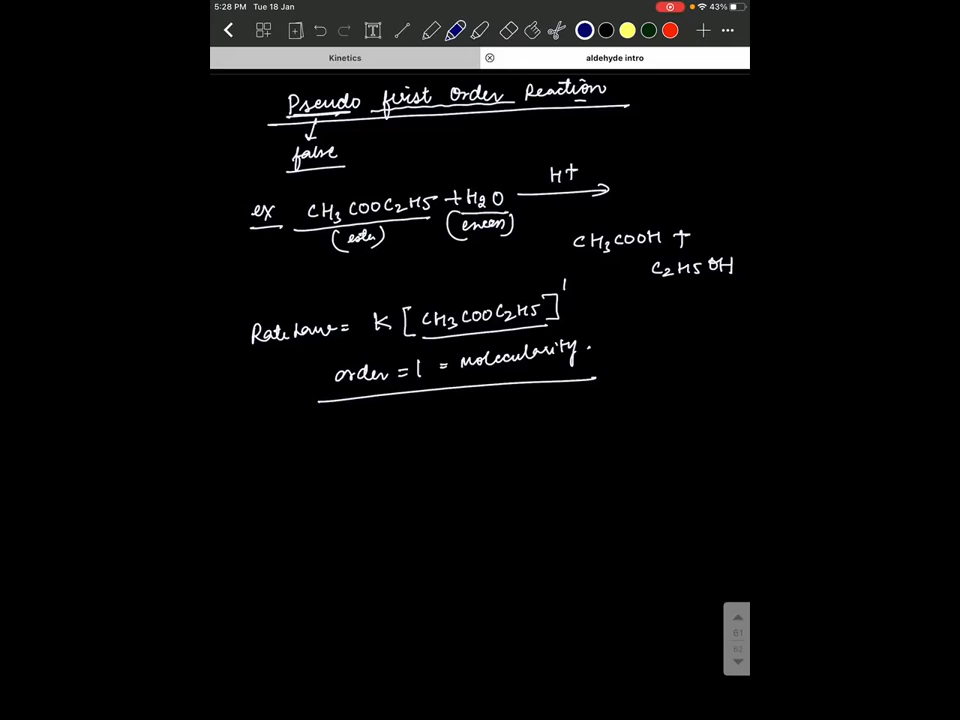 5:28 PM Tue 18 Jan 43%
Kinetics aldehyde intro
Pseudo first Order Reaction
false
ex CH3COOC2H5 + H2O H+
(ester) (excess)
CH3COOH +
C2H5OH
Rate Law = K [CH3COOC2H5]1
order = 1 = Molecularity.
61
62